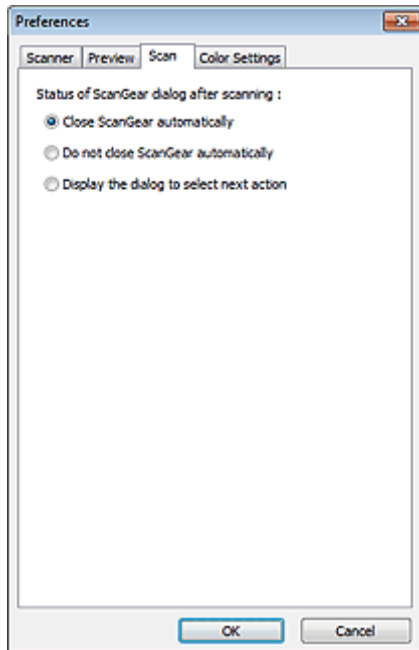 Preferences
Scanner Preview Scan Color Settings
Status of ScanGear dialog after scanning :
Close ScanGear automatically
Do not close ScanGear automatically
Display the dialog to select next action
OK Cancel